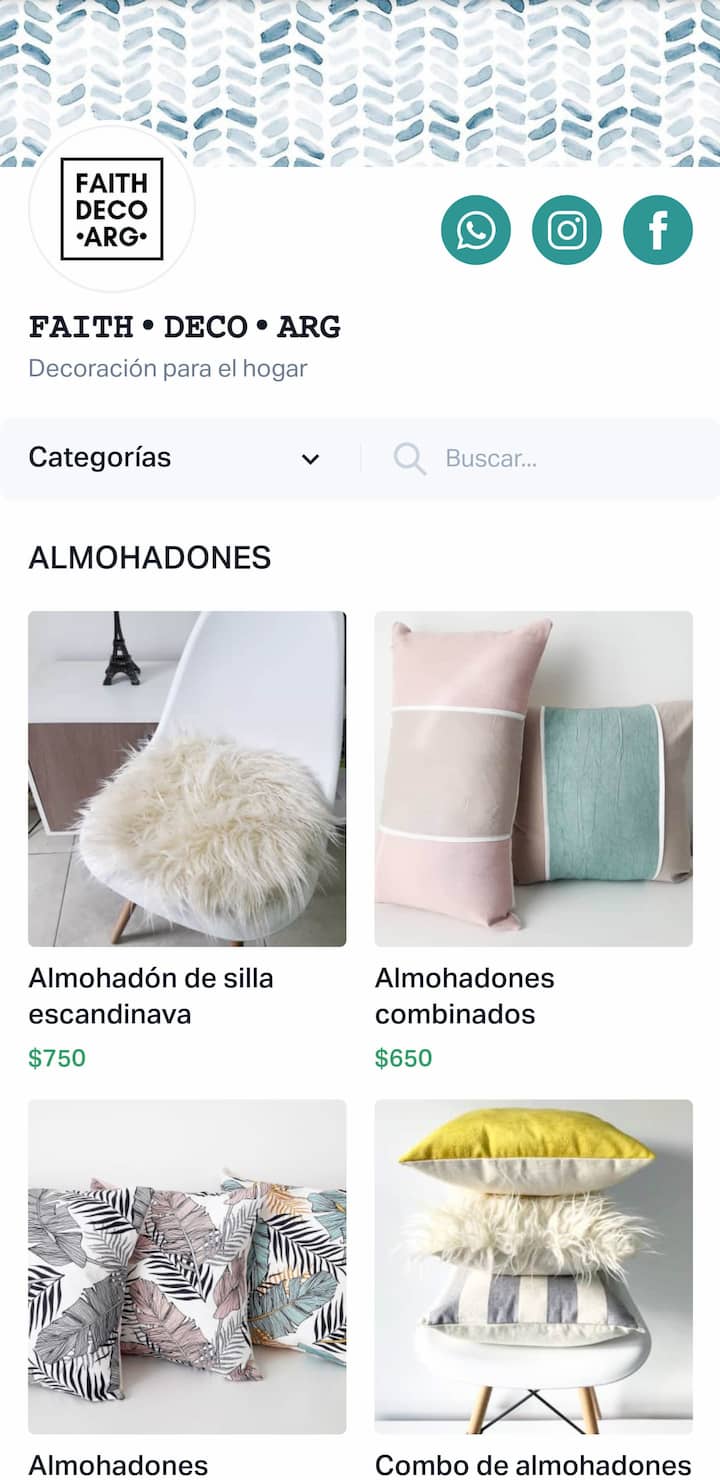 FAITH
DECO
•ARG•
FAITH • DECO • ARG
Decoración para el hogar
Categorías
Buscar...
ALMOHADONES
Almohadón de silla
escandinava
$750
Almohadones
combinados
$650
Almohadones
Combo de almohadones